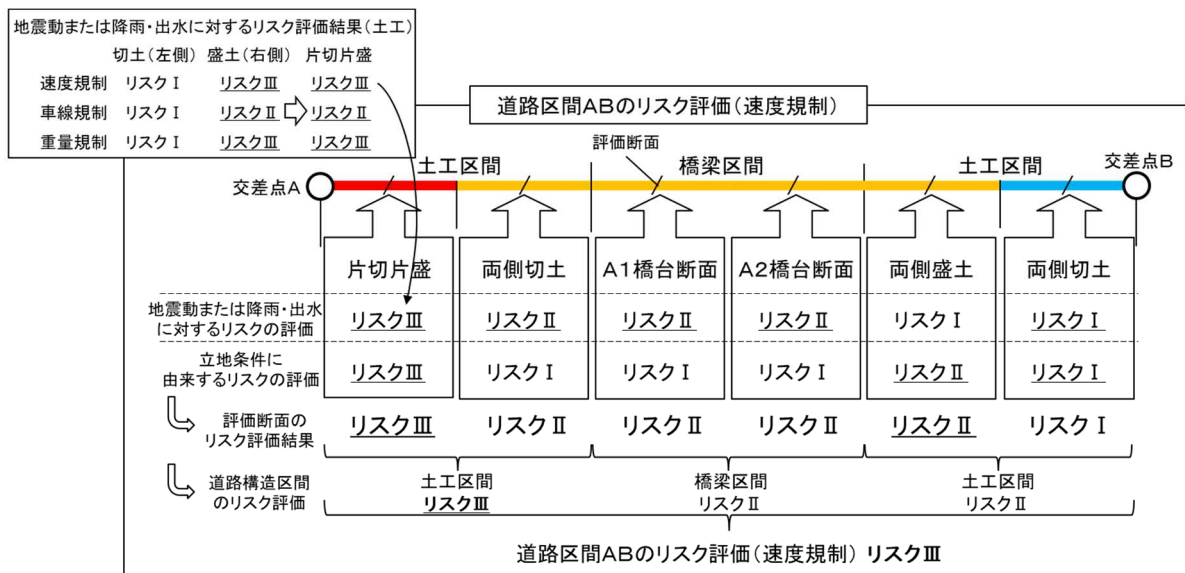 地震動または降雨・出水に対するリスク評価結果（土工）
切土（左側） 盛土（右側） 片切片盛
速度規制 リスクⅠ リスクⅢ リスクⅢ
車線規制 リスクⅠ リスクⅡ リスクⅡ
重量規制 リスクⅠ リスクⅢ リスクⅢ
道路区間ABのリスク評価（速度規制）
評価断面
土工区間 橋梁区間 土工区間
交差点A 交差点B
片切片盛 両側切土 A1橋台断面 A2橋台断面 両側盛土 両側切土
地震動または降雨・出水
に対するリスクの評価
リスクⅢ リスクⅡ リスクⅡ リスクⅡ リスクⅠ リスクⅠ
立地条件に
由来するリスクの評価
リスクⅢ リスクⅠ リスクⅠ リスクⅠ リスクⅡ リスクⅠ
評価断面の
リスク評価結果
リスクⅢ リスクⅡ リスクⅡ リスクⅡ リスクⅡ リスクⅠ
道路構造区間
のリスク評価
土工区間 橋梁区間 土工区間
リスクⅢ リスクⅡ リスクⅡ
道路区間ABのリスク評価（速度規制） リスクⅢ